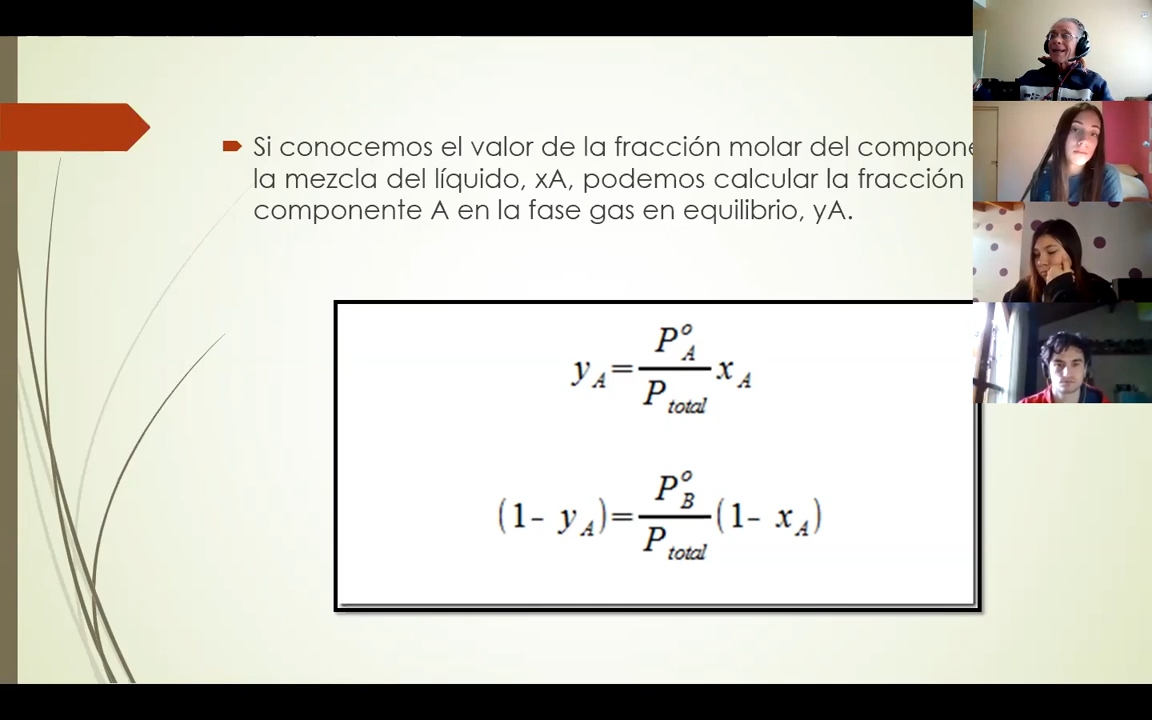 Si conocemos el valor de la fracción molar del
la mezcla del líquido, xA, podemos calcular la fracción
componente A en la fase gas en equilibrio, yA.
y_A = P°_A / P_total x_A
(1- y_A) = P°_B / P_total (1- x_A)